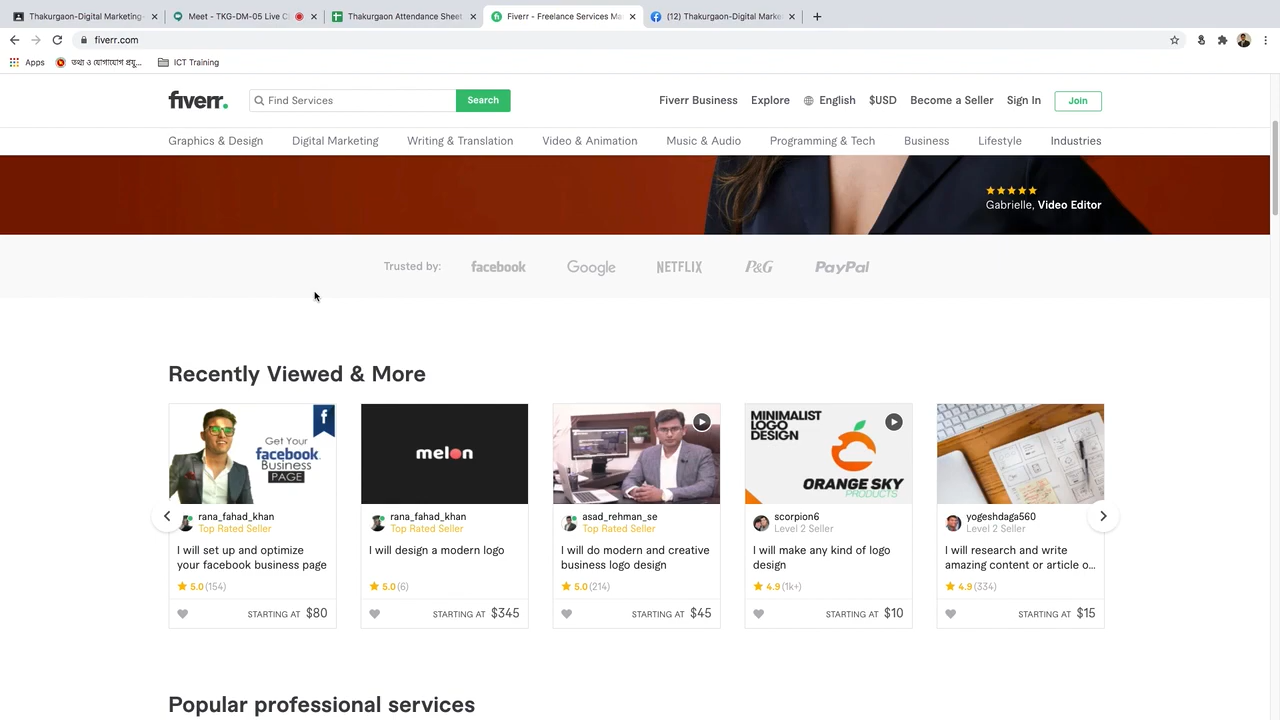 Thakurgaon-Digital Marketing-
Meet - TKG-DM-05 Live Cl
Thakurgaon Attendance Sheet
Fiverr - Freelance Services Ma
(12) Thakurgaon-Digital Marke
fiverr.com
Apps
তথ্য ও যোগাযোগ প্রযু...
ICT Training
fiverr.
Find Services
Search
Fiverr Business
Explore
English
$USD
Become a Seller
Sign In
Join
Graphics & Design
Digital Marketing
Writing & Translation
Video & Animation
Music & Audio
Programming & Tech
Business
Lifestyle
Industries
Gabrielle, Video Editor
Trusted by:
facebook
Google
NETFLIX
P&G
PayPal
Recently Viewed & More
GET YOUR
facebook
Business
PAGE
rana_fahad_khan
Top Rated Seller
I will set up and optimize
your facebook business page
5.0 (154)
STARTING AT $80
melon
rana_fahad_khan
Top Rated Seller
I will design a modern logo
5.0 (6)
STARTING AT $345
asad_rehman_se
Top Rated Seller
I will do modern and creative
business logo design
5.0 (214)
STARTING AT $45
MINIMALIST
LOGO
DESIGN
ORANGE SKY
PRODUCTS
scorpion6
Level 2 Seller
I will make any kind of logo
design
4.9 (1k+)
STARTING AT $10
yogeshdaga560
Level 2 Seller
I will research and write
amazing content or article o...
4.9 (334)
STARTING AT $15
Popular professional services